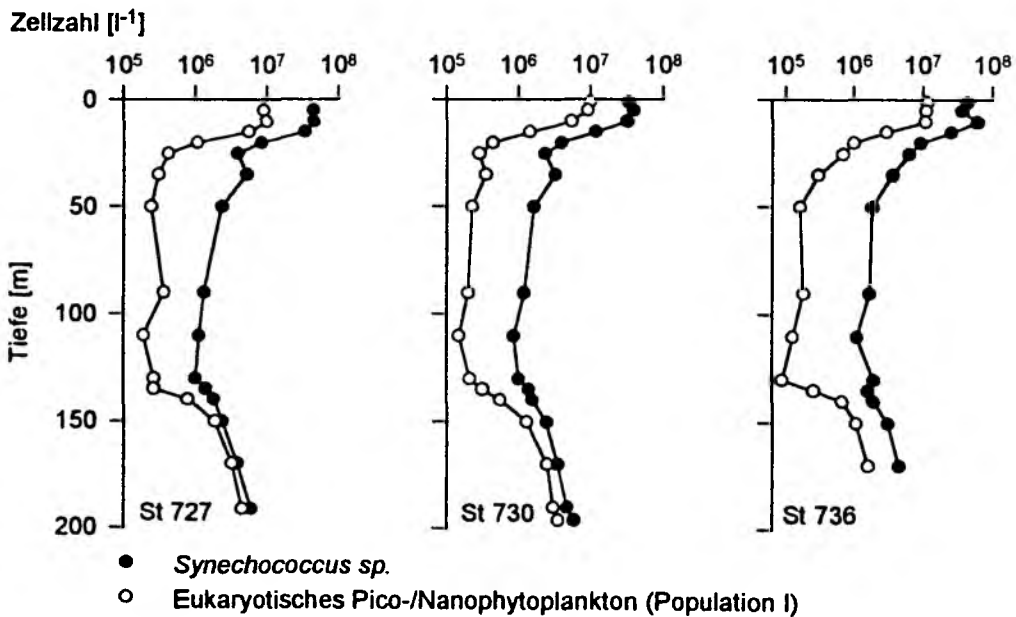 Zellzahl [l⁻¹]
10⁵ 10⁶ 10⁷ 10⁸ 10⁵ 10⁶ 10⁷ 10⁸ 10⁵ 10⁶ 10⁷ 10⁸
0
50
100
150
200
Tiefe [m]
St 727 St 730 St 736
Synechococcus sp.
Eukaryotisches Pico-/Nanophytoplankton (Population I)